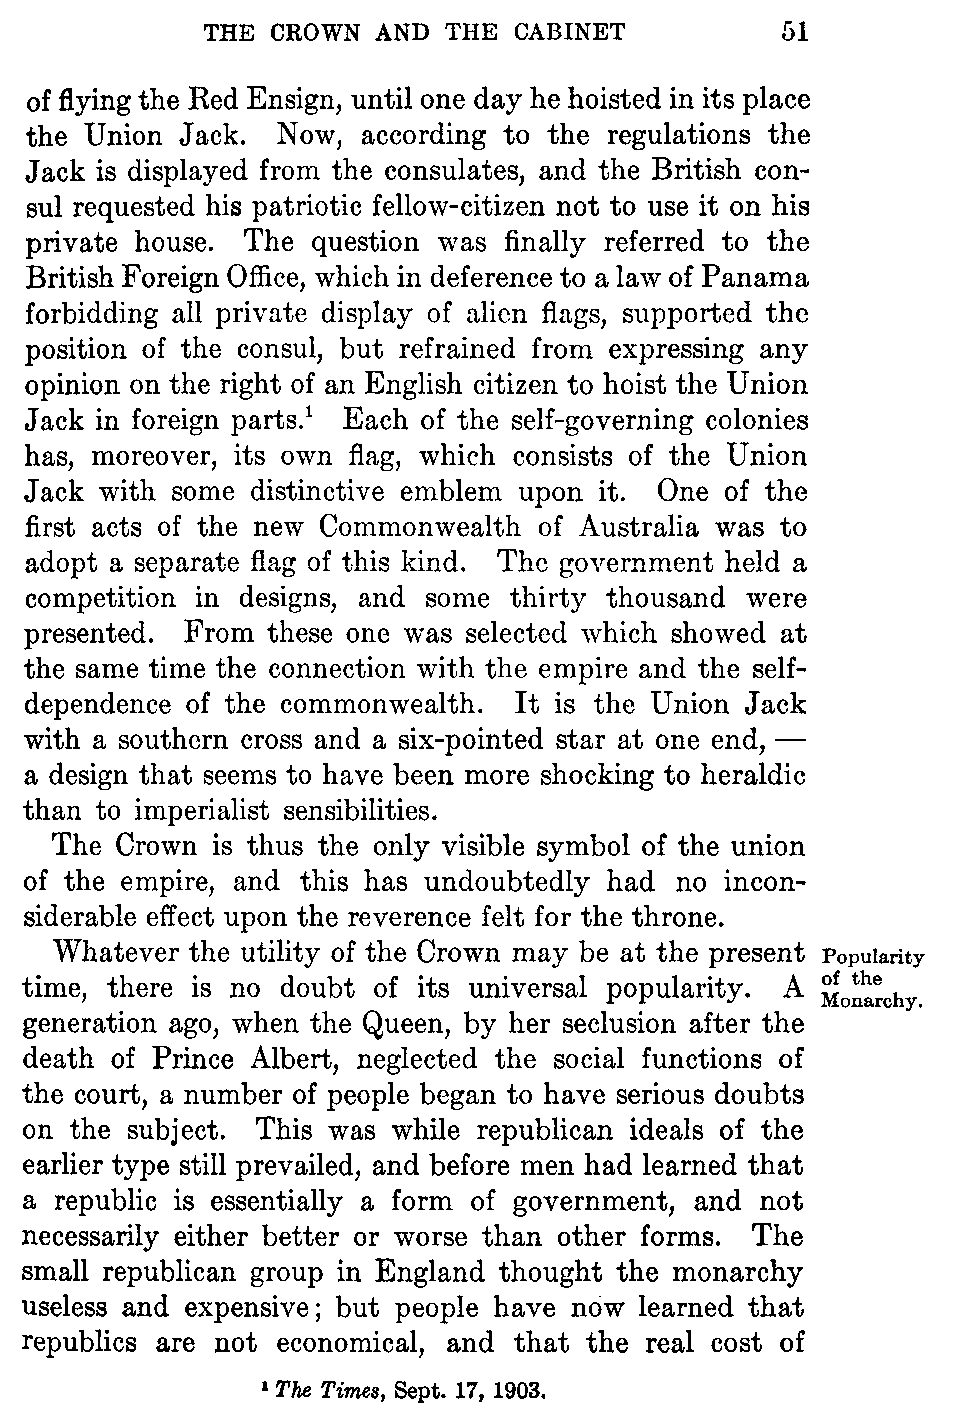 THE CROWN AND THE CABINET 51
of flying the Red Ensign, until one day he hoisted in its place
the Union Jack. Now, according to the regulations the
Jack is displayed from the consulates, and the British con-
sul requested his patriotic fellow-citizen not to use it on his
private house. The question was finally referred to the
British Foreign Office, which in deference to a law of Panama
forbidding all private display of alien flags, supported the
position of the consul, but refrained from expressing any
opinion on the right of an English citizen to hoist the Union
Jack in foreign parts.¹ Each of the self-governing colonies
has, moreover, its own flag, which consists of the Union
Jack with some distinctive emblem upon it. One of the
first acts of the new Commonwealth of Australia was to
adopt a separate flag of this kind. The government held a
competition in designs, and some thirty thousand were
presented. From these one was selected which showed at
the same time the connection with the empire and the self-
dependence of the commonwealth. It is the Union Jack
with a southern cross and a six-pointed star at one end, —
a design that seems to have been more shocking to heraldic
than to imperialist sensibilities.
The Crown is thus the only visible symbol of the union
of the empire, and this has undoubtedly had no incon-
siderable effect upon the reverence felt for the throne.
Whatever the utility of the Crown may be at the present
time, there is no doubt of its universal popularity. A
generation ago, when the Queen, by her seclusion after the
death of Prince Albert, neglected the social functions of
the court, a number of people began to have serious doubts
on the subject. This was while republican ideals of the
earlier type still prevailed, and before men had learned that
a republic is essentially a form of government, and not
necessarily either better or worse than other forms. The
small republican group in England thought the monarchy
useless and expensive; but people have now learned that
republics are not economical, and that the real cost of
Popularity
of the
Monarchy.
¹ The Times, Sept. 17, 1903.